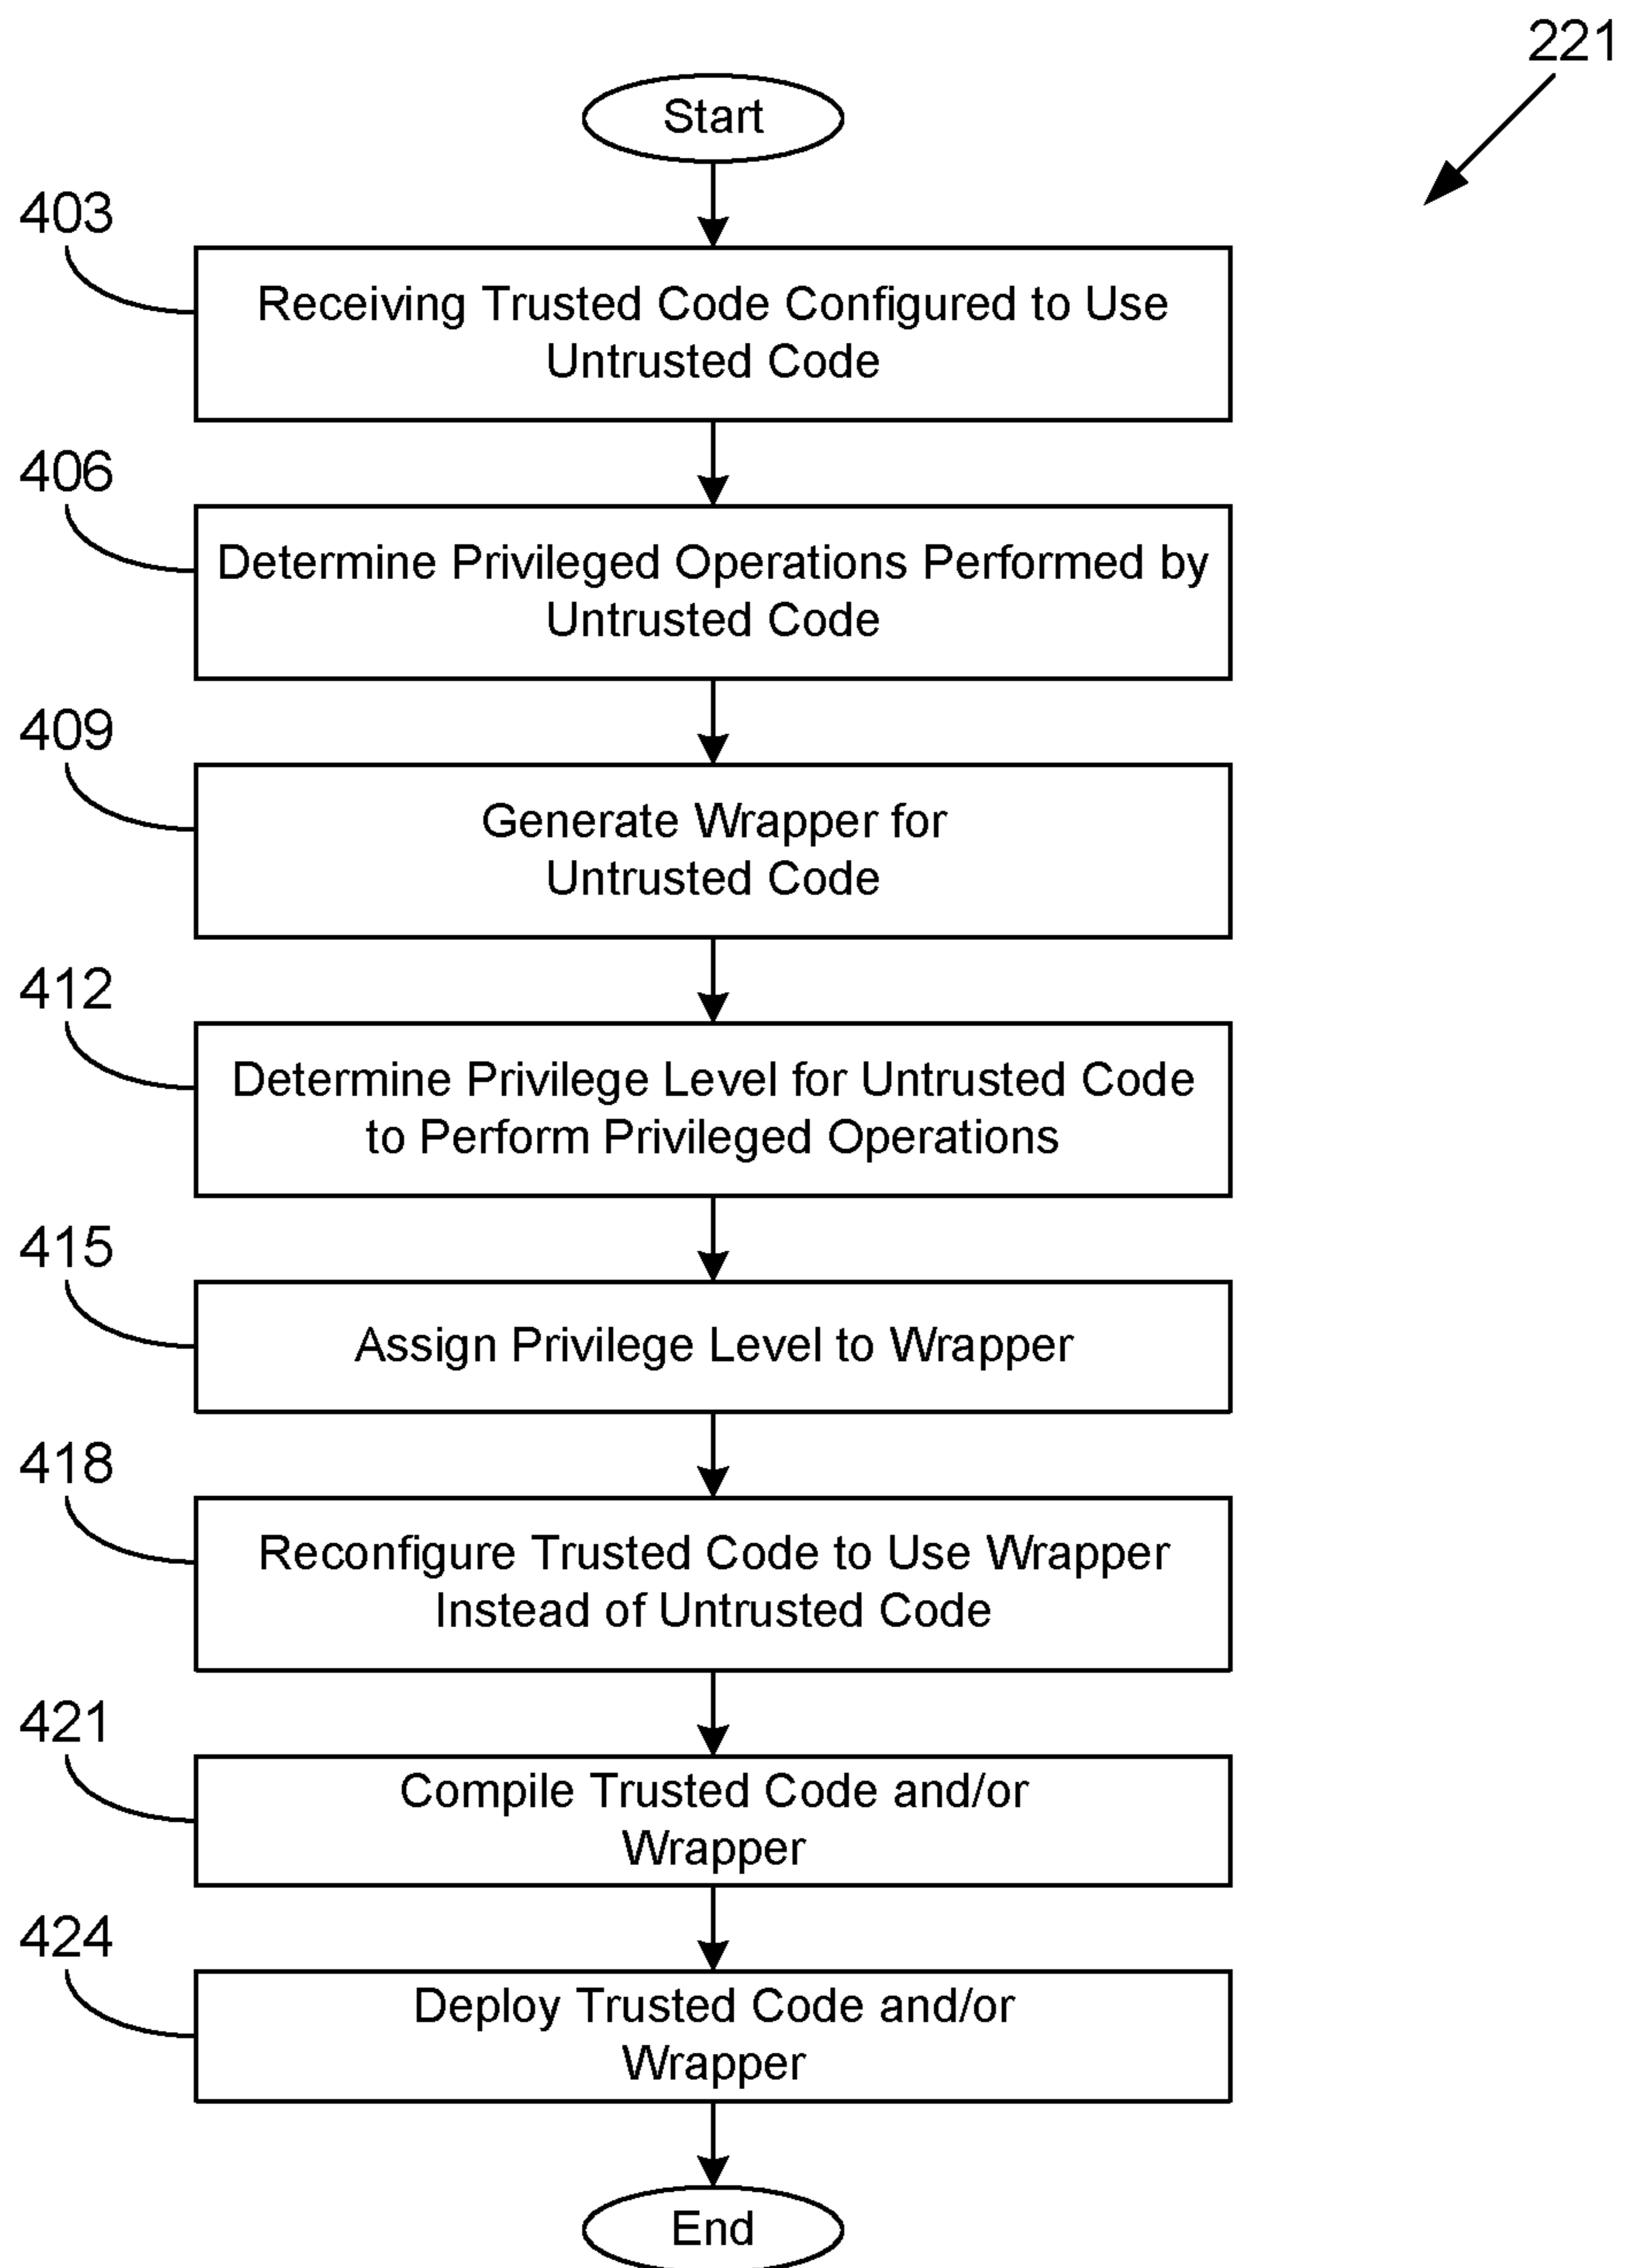 221
Start
403
Receiving Trusted Code Configured to Use
Untrusted Code
406
Determine Privileged Operations Performed by
Untrusted Code
409
Generate Wrapper for
Untrusted Code
412
Determine Privilege Level for Untrusted Code
to Perform Privileged Operations
415
Assign Privilege Level to Wrapper
418
Reconfigure Trusted Code to Use Wrapper
Instead of Untrusted Code
421
Compile Trusted Code and/or
Wrapper
424
Deploy Trusted Code and/or
Wrapper
End